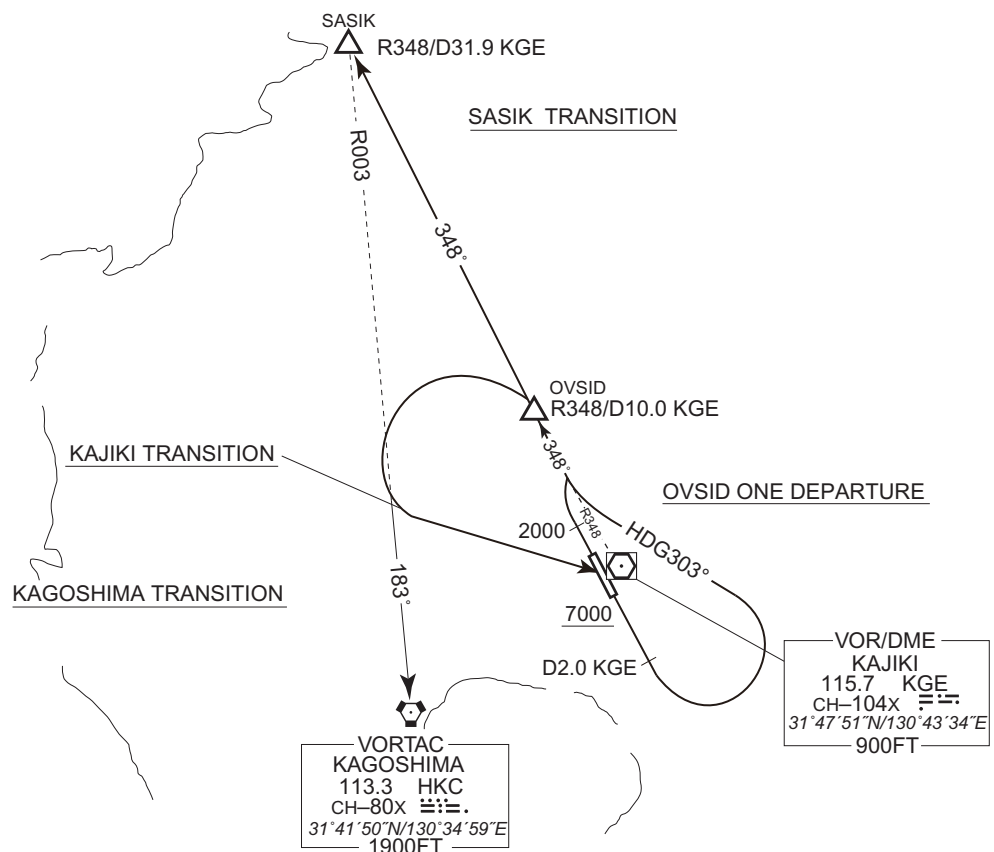 SASIK
R348/D31.9 KGE
SASIK TRANSITION
R003
348°
OVSID
R348/D10.0 KGE
KAJIKI TRANSITION
348°
OVSID ONE DEPARTURE
R348
2000
HDG303°
KAGOSHIMA TRANSITION
183°
7000
D2.0 KGE
VOR/DME
KAJIKI
115.7 KGE
CH–104X
31°47´51˝N/130°43´34˝E
900FT
VORTAC
KAGOSHIMA
113.3 HKC
CH–80X
31°41´50˝N/130°34´59˝E
1900FT